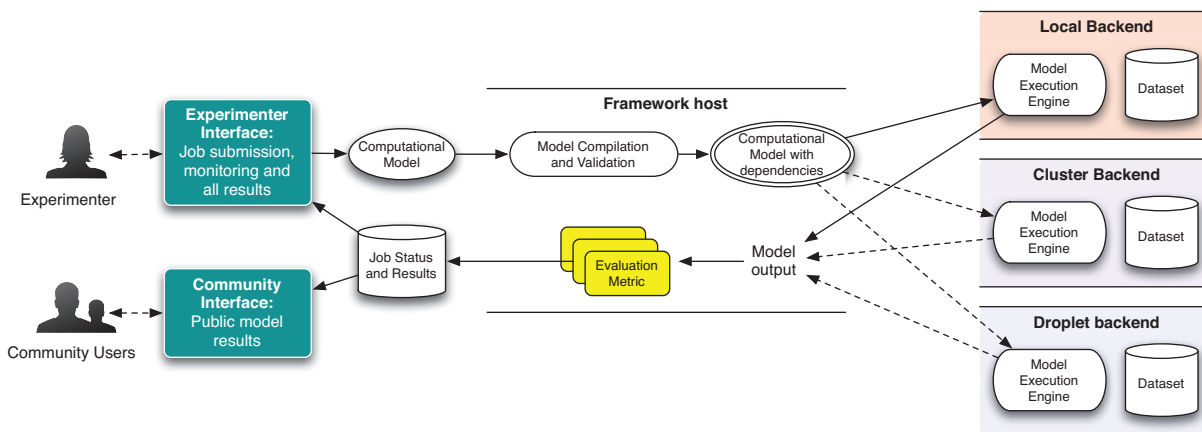 Local Backend
Model
Execution
Engine
Dataset
Framework host
Experimenter
Interface:
Job submission,
monitoring and
all results
Computational
Model
Model Compilation
and Validation
Computational
Model with
dependencies
Experimenter
Cluster Backend
Model
Execution
Engine
Dataset
Job Status
and Results
Evaluation
Metric
Model
output
Community
Interface:
Public model
results
Community Users
Droplet backend
Model
Execution
Engine
Dataset